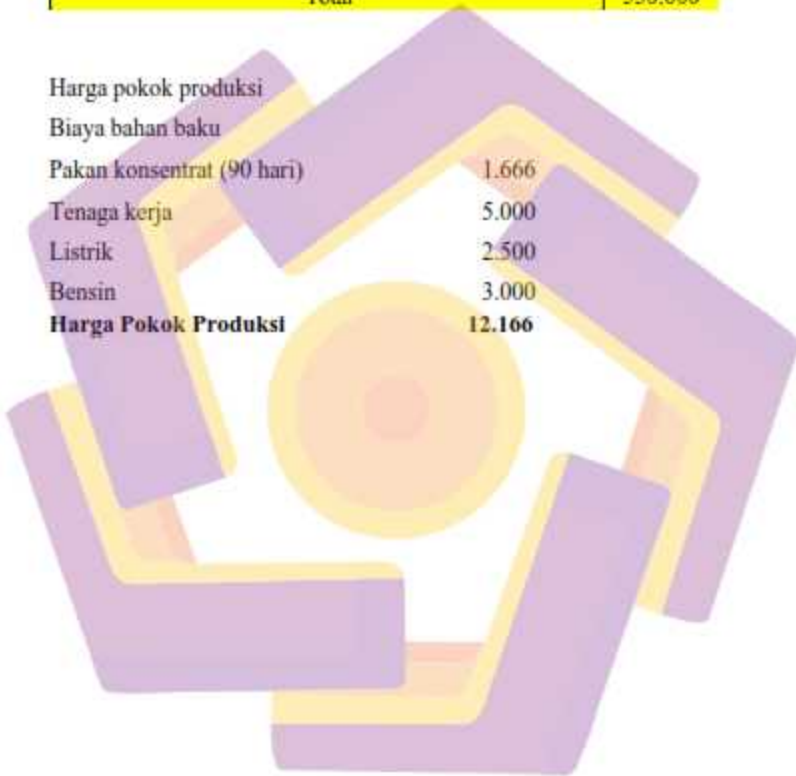 Harga pokok produksi
Biaya bahan baku
Pakan konsentrat (90 hari) 1.666
Tenaga kerja 5.000
Listrik 2.500
Bensin 3.000
Harga Pokok Produksi 12.166